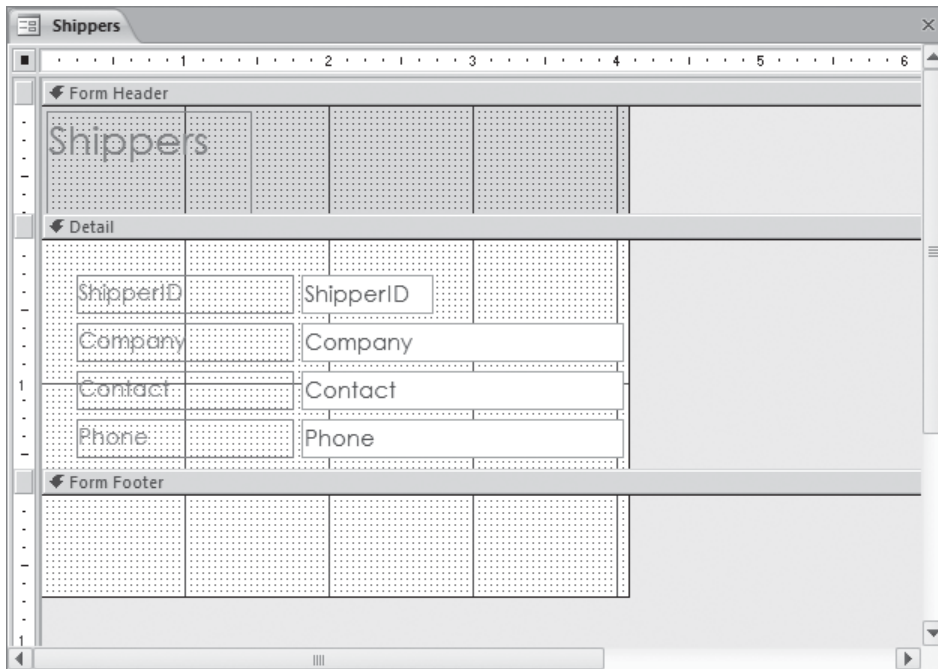 Shippers
1 2 3 4 5 6
Form Header
Shippers
Detail
ShipperID ShipperID
Company Company
1
Contact Contact
Phone Phone
Form Footer
1